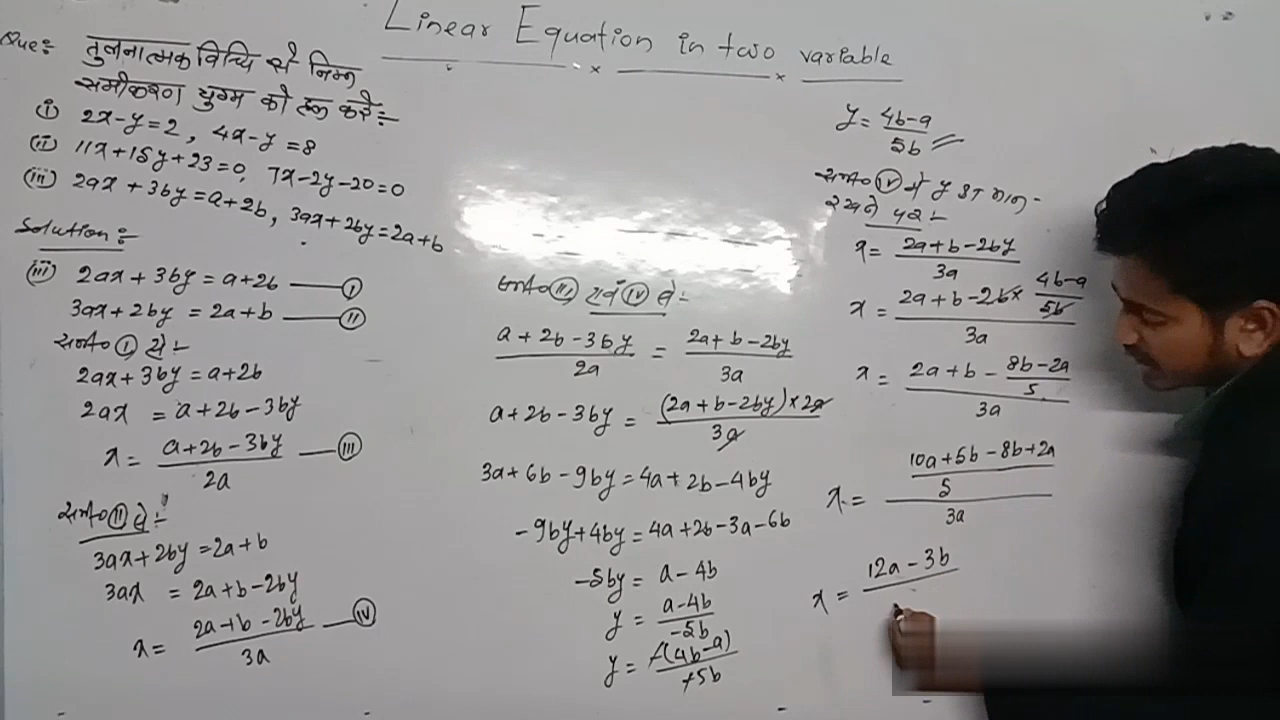 Linear Equation in two variable
Que:- तुलनात्मक विधि से निम्न
समीकरण युग्म को हल करें:-
(i) 2x-y=2, 4x-y=8
(ii) 11x+15y+23=0, 7x-2y-20=0
(iii) 2ax+3by=a+2b, 3ax+2by=2a+b
Solution:-
(iii) 2ax+3by=a+2b —— (I)
3ax+2by=2a+b —— (II)
समी० (I) से:-
2ax+3by=a+2b
2ax = a+2b-3by
x = (a+2b-3by)/2a —— (III)
समी० (II) से:-
3ax+2by=2a+b
3ax = 2a+b-2by
x = (2a+b-2by)/3a —— (IV)
समी० (III) एवं (IV) से:-
(a+2b-3by)/2a = (2a+b-2by)/3a
a+2b-3by = (2a+b-2by)×2a/3a
3a+6b-9by=4a+2b-4by
-9by+4by=4a+2b-3a-6b
-5by = a-4b
y = (a-4b)/-5b
y = -(4b-a)/-5b
y = (4b-a)/5b
समी० (IV) में y का मान-
रखने पर:-
x = (2a+b-2by)/3a
x = (2a+b-2b×(4b-a)/5b)/3a
x = (2a+b-(8b-2a)/5)/3a
x = ((10a+5b-8b+2a)/5)/3a
x = 12a-3b